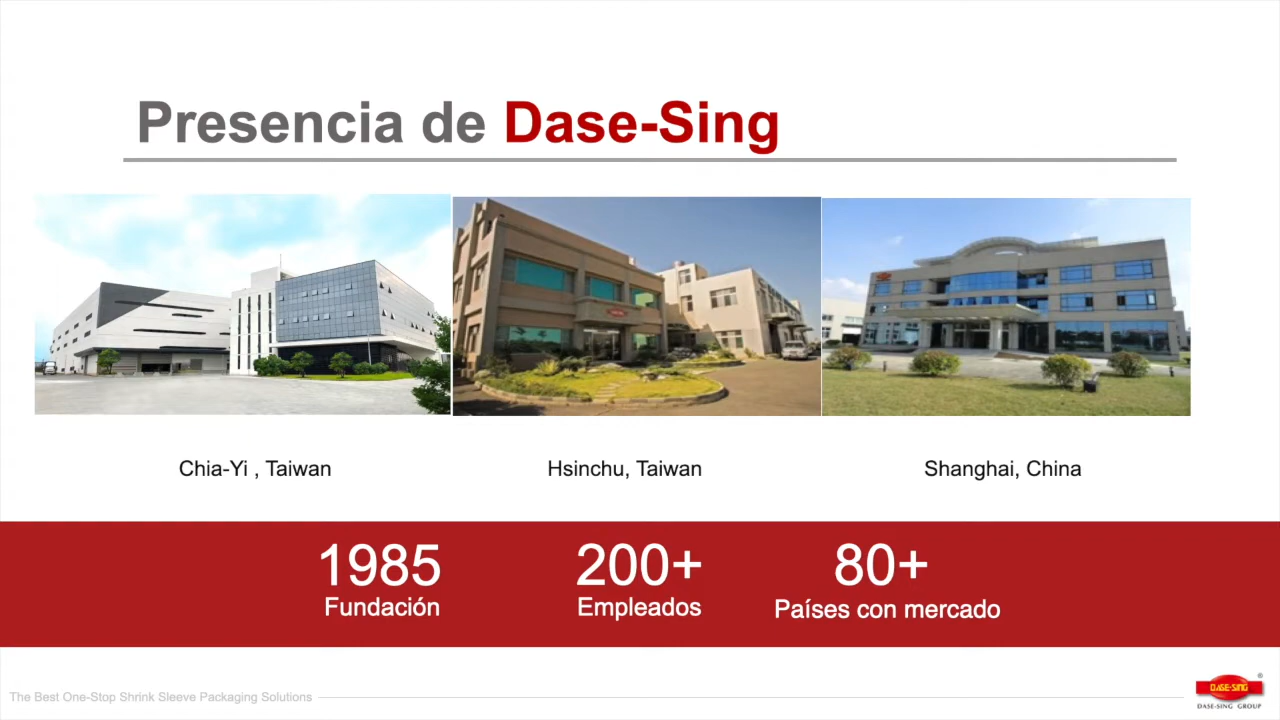 Presencia de Dase-Sing
Chia-Yi , Taiwan
Hsinchu, Taiwan
Shanghai, China
1985
Fundación
200+
Empleados
80+
Países con mercado
The Best One-Stop Shrink Sleeve Packaging Solutions
DASE-SING
®
DASE-SING GROUP